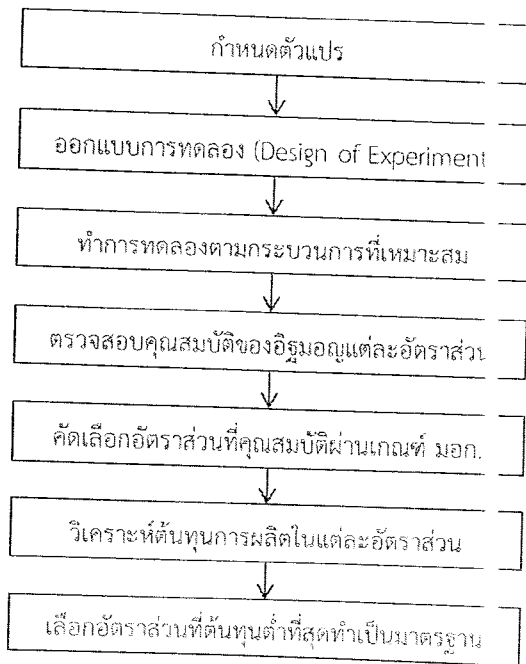 กำหนดตัวแปร
ออกแบบการทดลอง (Design of Experiment
ทำการทดลองตามกระบวนการที่เหมาะสม
ตรวจสอบคุณสมบัติของอิฐมอญแต่ละอัตราส่วน
คัดเลือกอัตราส่วนที่คุณสมบัติผ่านเกณฑ์ มอก.
วิเคราะห์ต้นทุนการผลิตในแต่ละอัตราส่วน
เลือกอัตราส่วนที่ต้นทุนต่ำที่สุดทำเป็นมาตรฐาน